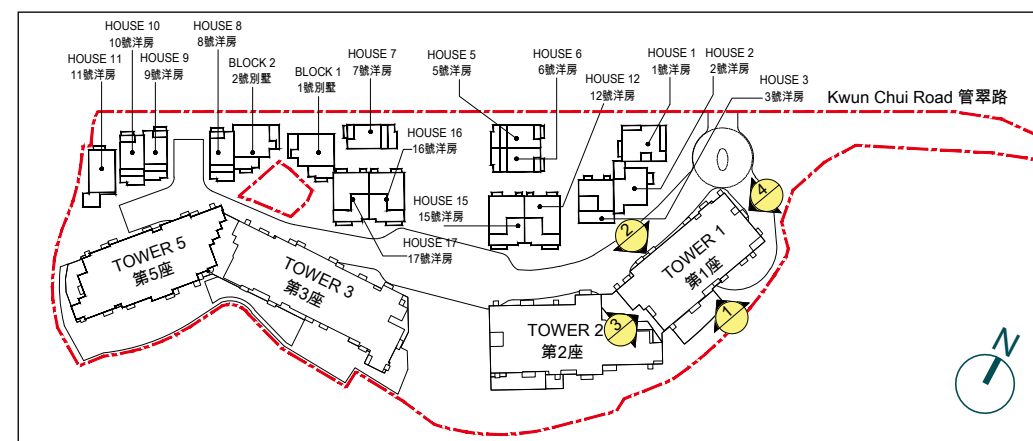 HOUSE 10
10號洋房
HOUSE 8
8號洋房
HOUSE 11
11號洋房
HOUSE 9
9號洋房
BLOCK 2
2號別墅
BLOCK 1
1號別墅
HOUSE 7
7號洋房
HOUSE 5
5號洋房
HOUSE 6
6號洋房
HOUSE 12
12號洋房
HOUSE 1
1號洋房
HOUSE 2
2號洋房
HOUSE 3
3號洋房
Kwun Chui Road 管翠路
HOUSE 16
16號洋房
HOUSE 15
15號洋房
HOUSE 17
17號洋房
TOWER 5
第5座
TOWER 3
第3座
TOWER 2
第2座
TOWER 1
第1座
4
2
3
1
N